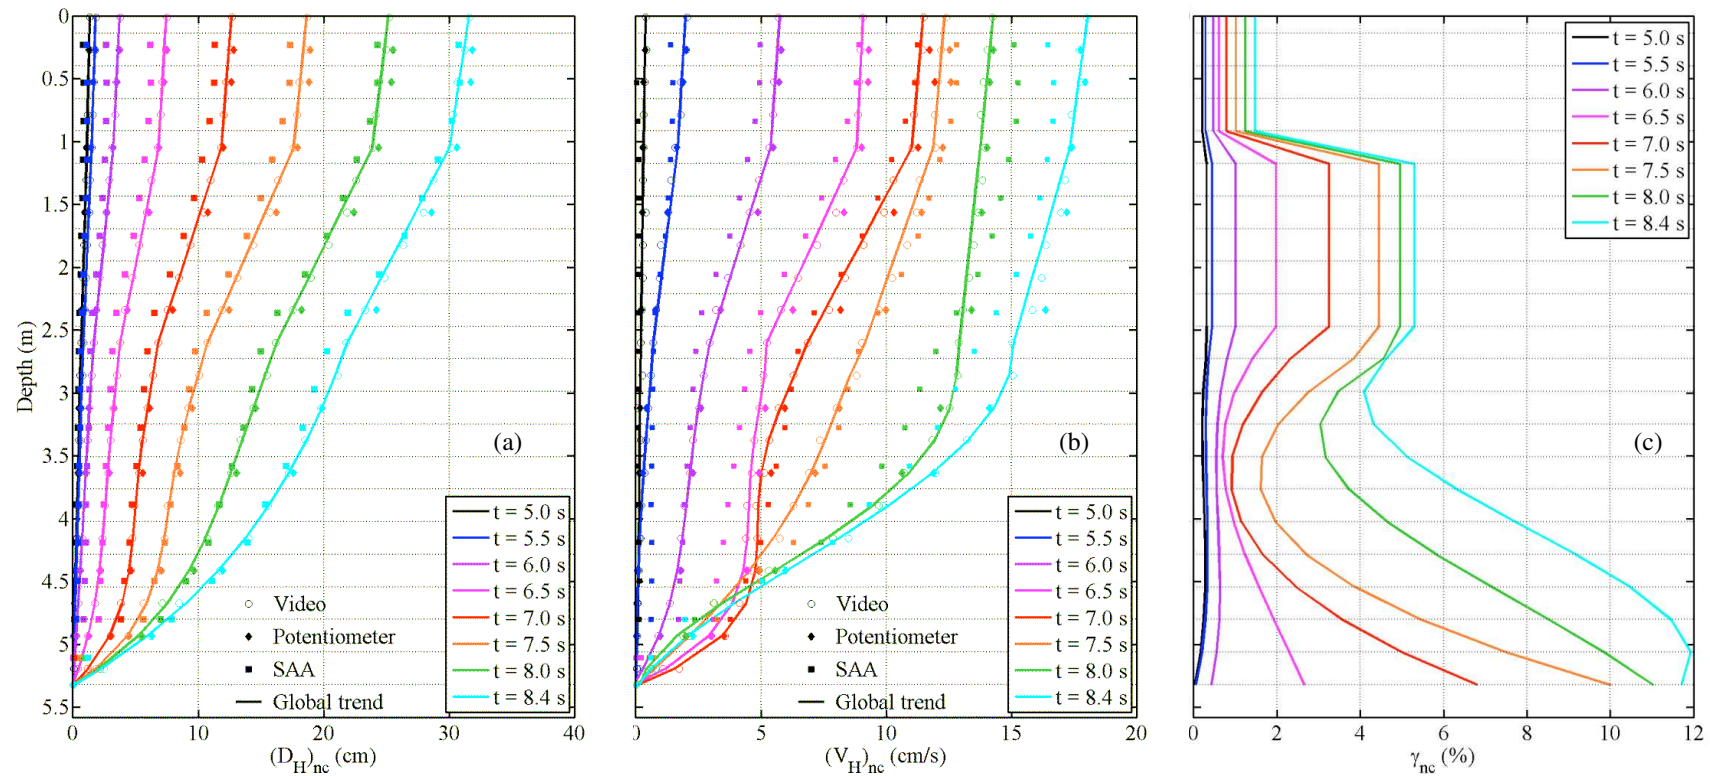 0
0.5
1
1.5
2
2.5
3
3.5
4
4.5
5
5.5
Depth (m)
0
10
20
30
40
(D_H)_nc (cm)
(a)
Video
Potentiometer
SAA
Global trend
t = 5.0 s
t = 5.5 s
t = 6.0 s
t = 6.5 s
t = 7.0 s
t = 7.5 s
t = 8.0 s
t = 8.4 s
0
5
10
15
20
(V_H)_nc (cm/s)
(b)
Video
Potentiometer
SAA
Global trend
t = 5.0 s
t = 5.5 s
t = 6.0 s
t = 6.5 s
t = 7.0 s
t = 7.5 s
t = 8.0 s
t = 8.4 s
t = 5.0 s
t = 5.5 s
t = 6.0 s
t = 6.5 s
t = 7.0 s
t = 7.5 s
t = 8.0 s
t = 8.4 s
(c)
0
2
4
6
8
10
12
γ_nc (%)